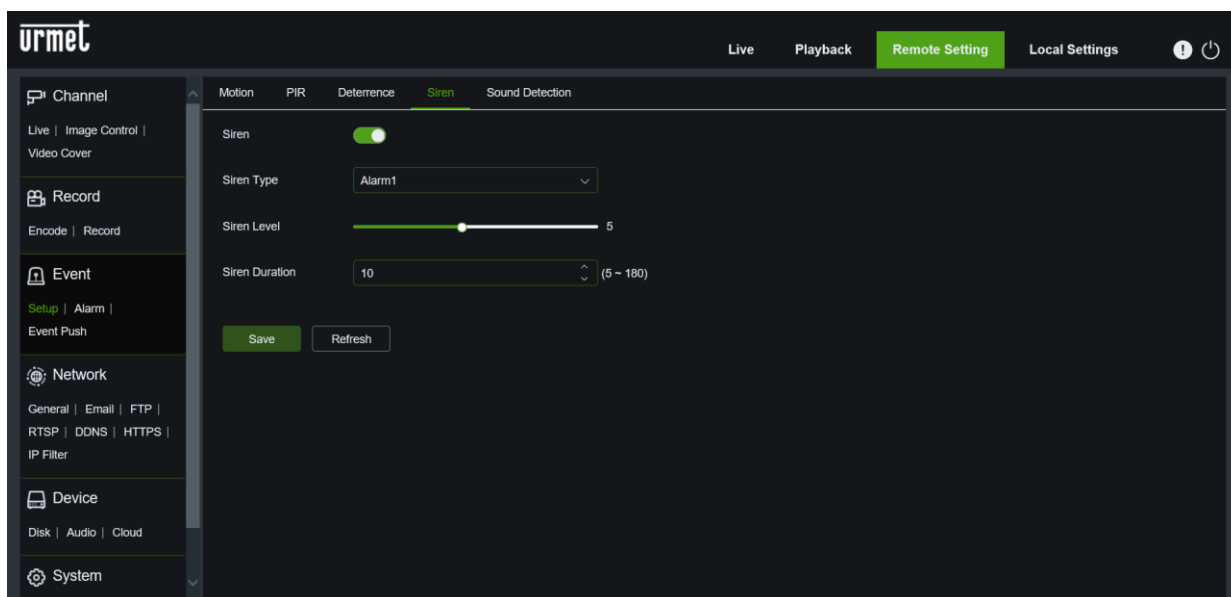 urmet
Live Playback Remote Setting Local Settings
Channel
Live | Image Control |
Video Cover
Record
Encode | Record
Event
Setup | Alarm |
Event Push
Network
General | Email | FTP |
RTSP | DDNS | HTTPS |
IP Filter
Device
Disk | Audio | Cloud
System
Motion PIR Deterrence Siren Sound Detection
Siren
Siren Type Alarm1
Siren Level 5
Siren Duration 10 (5 ~ 180)
Save Refresh